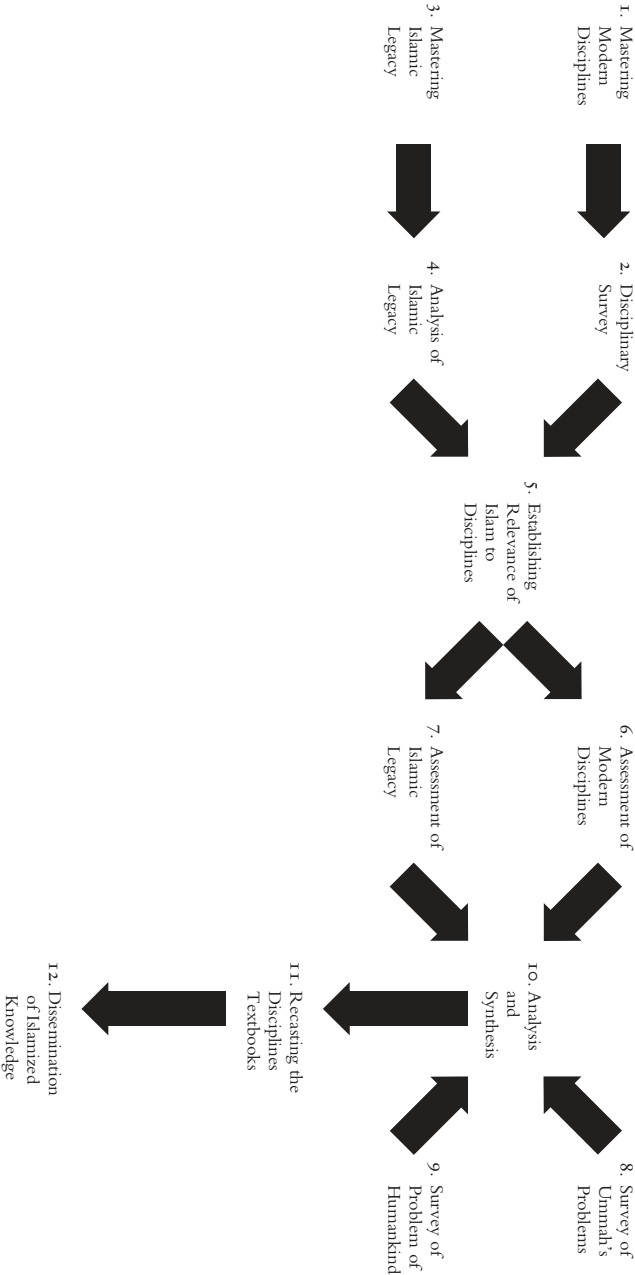 1. Mastering
Modern
Disciplines
2. Disciplinary
Survey
3. Mastering
Islamic
Legacy
4. Analysis of
Islamic
Legacy
5. Establishing
Relevance of
Islam to
Disciplines
6. Assessment of
Modern
Disciplines
7. Assessment of
Islamic
Legacy
8. Survey of
Ummah's
Problems
9. Survey of
Problem of
Humankind
10. Analysis
and
Synthesis
11. Recasting the
Disciplines
Textbooks
12. Dissemination
of Islamized
Knowledge